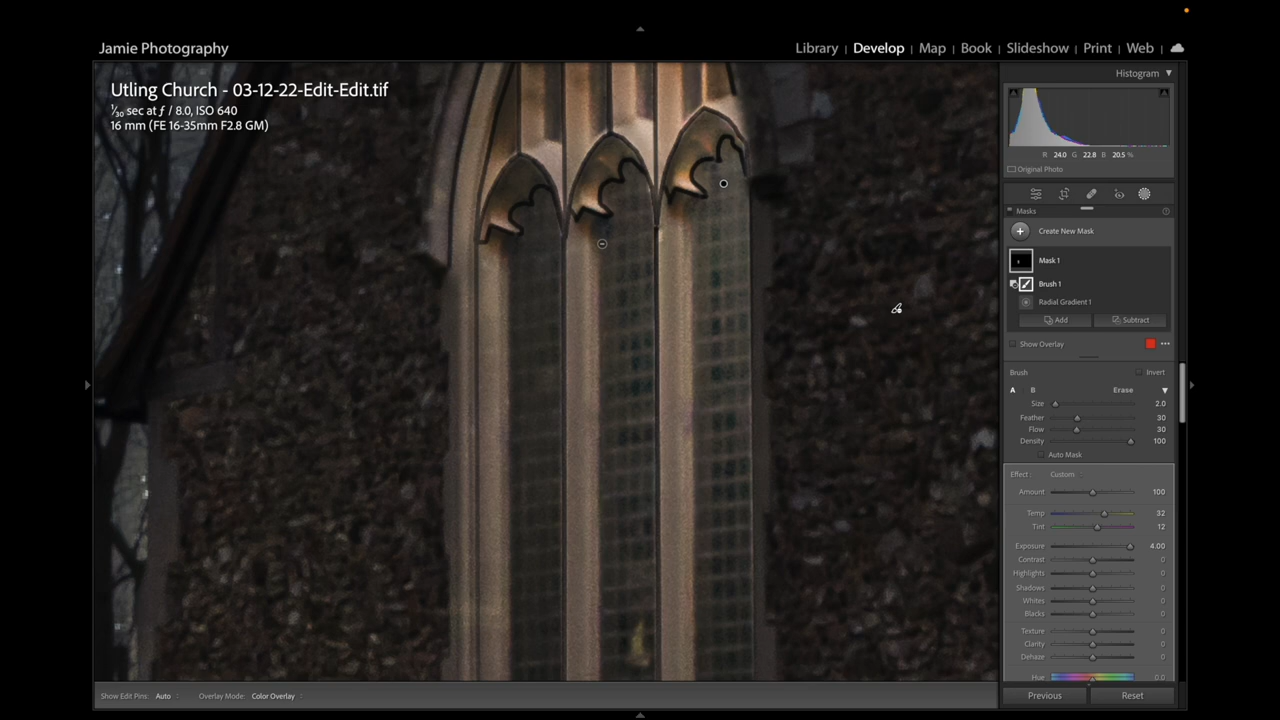 Jamie Photography
Library | Develop | Map | Book | Slideshow | Print | Web |
Utling Church - 03-12-22-Edit-Edit.tif
1/30 sec at ƒ / 8.0, ISO 640
16 mm (FE 16-35mm F2.8 GM)
Histogram
R 24.0 G 22.8 B 20.5 %
Original Photo
Masks
Create New Mask
Mask 1
Brush 1
Radial Gradient 1
Add Subtract
Show Overlay
Brush Invert
A B Erase
Size 2.0
Feather 30
Flow 30
Density 100
Auto Mask
Effect : Custom
Amount 100
Temp 32
Tint 12
Exposure 4.00
Contrast 0
Highlights 0
Shadows 0
Whites 0
Blacks 0
Texture 0
Clarity 0
Dehaze 0
Hue 0.0
Show Edit Pins: Auto Overlay Mode: Color Overlay
Previous Reset